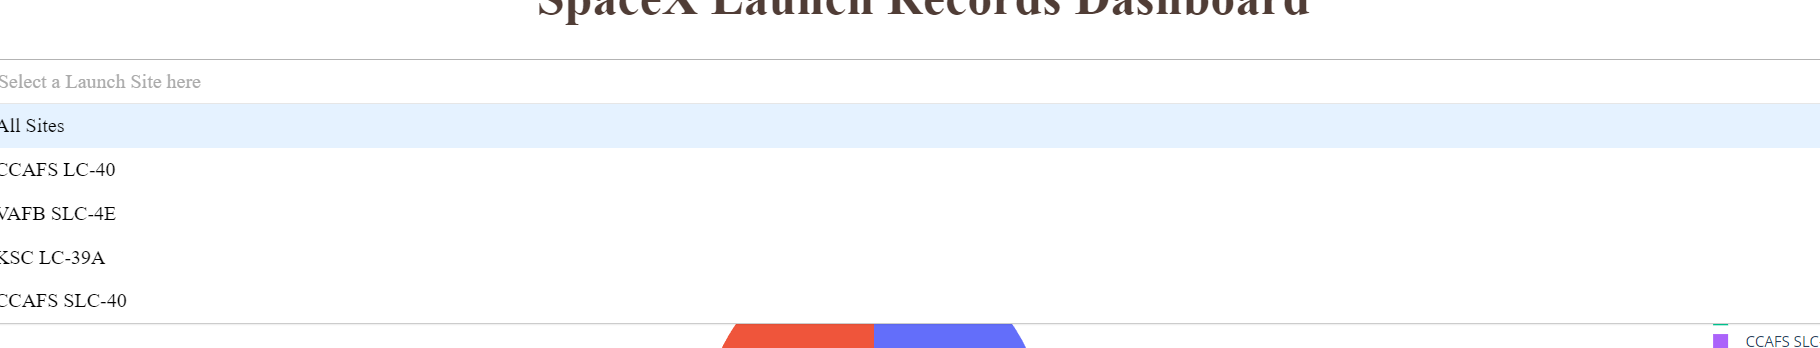 SpaceX Launch Records Dashboard
Select a Launch Site here
All Sites
CCAFS LC-40
VAFB SLC-4E
KSC LC-39A
CCAFS SLC-40
CCAFS SLC